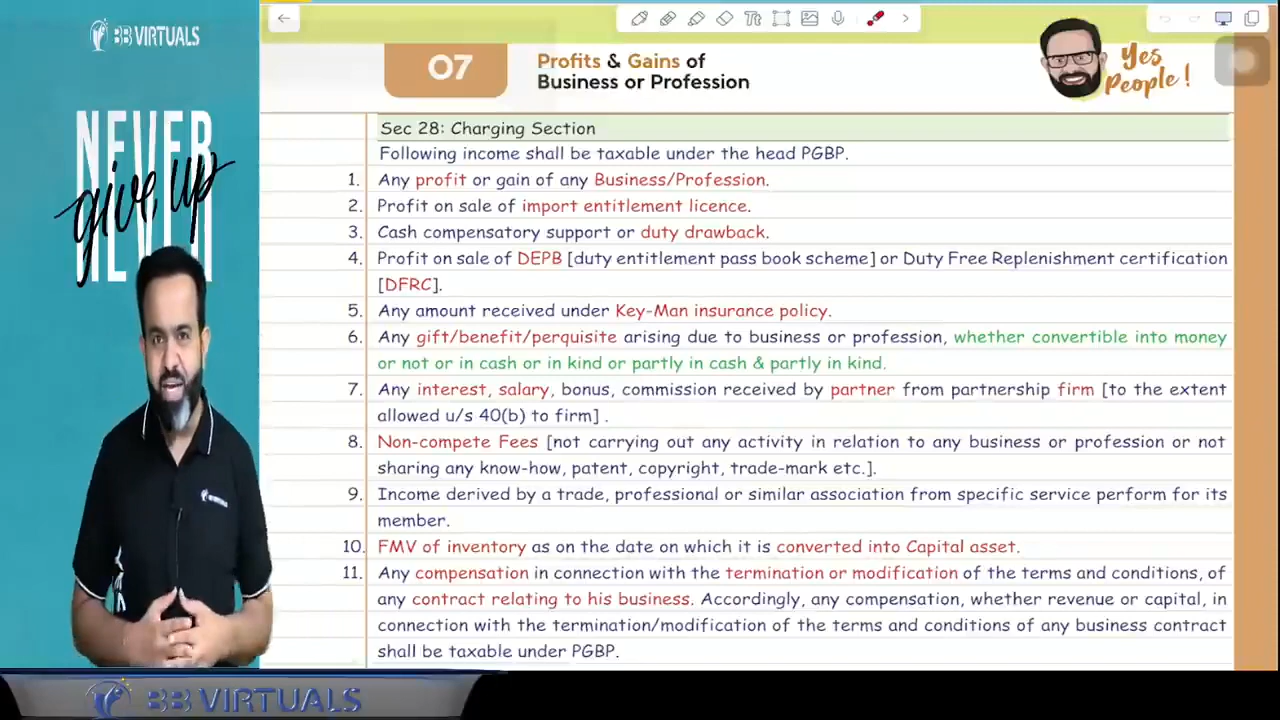 BB VIRTUALS
NEVER
give up
NEVER
07
Profits & Gains of
Business or Profession
Yes
People !
Sec 28: Charging Section
Following income shall be taxable under the head PGBP.
1. Any profit or gain of any Business/Profession.
2. Profit on sale of import entitlement licence.
3. Cash compensatory support or duty drawback.
4. Profit on sale of DEPB [duty entitlement pass book scheme] or Duty Free Replenishment certification
[DFRC].
5. Any amount received under Key-Man insurance policy.
6. Any gift/benefit/perquisite arising due to business or profession, whether convertible into money
or not or in cash or in kind or partly in cash & partly in kind.
7. Any interest, salary, bonus, commission received by partner from partnership firm [to the extent
allowed u/s 40(b) to firm] .
8. Non-compete Fees [not carrying out any activity in relation to any business or profession or not
sharing any know-how, patent, copyright, trade-mark etc.].
9. Income derived by a trade, professional or similar association from specific service perform for its
member.
10. FMV of inventory as on the date on which it is converted into Capital asset.
11. Any compensation in connection with the termination or modification of the terms and conditions, of
any contract relating to his business. Accordingly, any compensation, whether revenue or capital, in
connection with the termination/modification of the terms and conditions of any business contract
shall be taxable under PGBP.
BB VIRTUALS